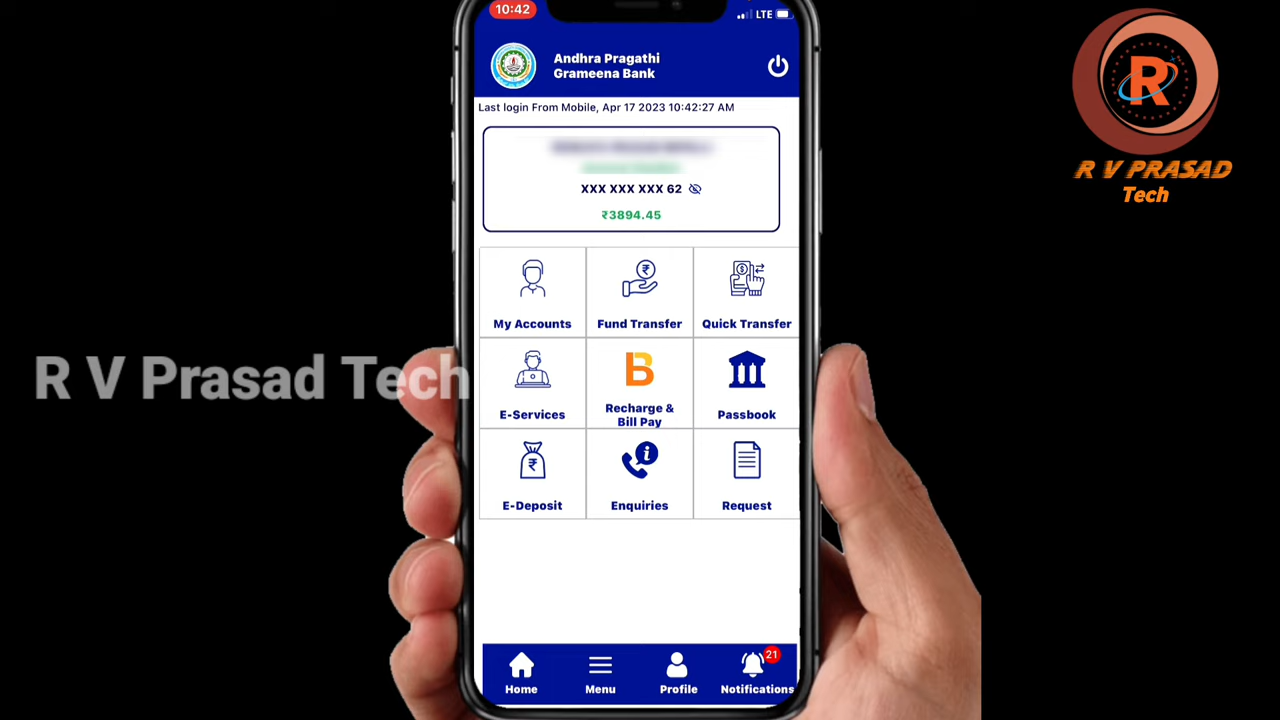 10:42
LTE
Andhra Pragathi
Grameena Bank
Last login From Mobile, Apr 17 2023 10:42:27 AM
XXX XXX XXX 62
₹3894.45
My Accounts
Fund Transfer
Quick Transfer
E-Services
Recharge &
Bill Pay
Passbook
E-Deposit
Enquiries
Request
Home
Menu
Profile
21
Notifications
R V Prasad Tech
R
R V PRASAD
Tech